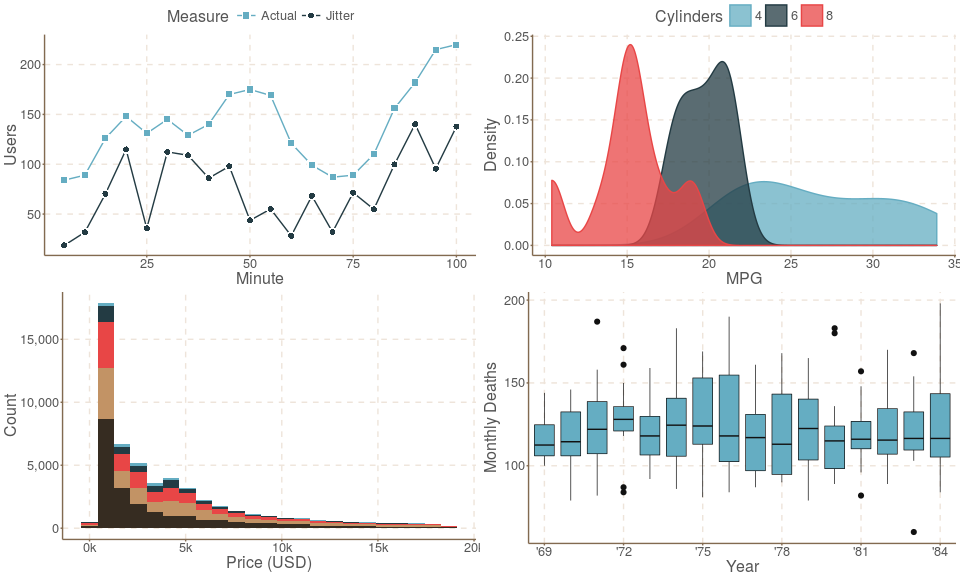 Measure Actual Jitter
Users
200
150
100
50
25 50 75 100
Minute
Cylinders 4 6 8
Density
0.25
0.20
0.15
0.10
0.05
0.00
10 15 20 25 30 35
MPG
Count
15,000
10,000
5,000
0
0k 5k 10k 15k
Price (USD)
Monthly Deaths
200
150
100
'69 '72 '75 '78 '81 '84
Year